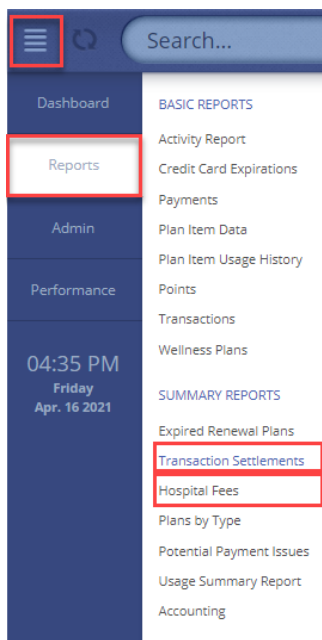 Search...
Dashboard
Reports
Admin
Performance
04:35 PM
Friday
Apr. 16 2021
BASIC REPORTS
Activity Report
Credit Card Expirations
Payments
Plan Item Data
Plan Item Usage History
Points
Transactions
Wellness Plans
SUMMARY REPORTS
Expired Renewal Plans
Transaction Settlements
Hospital Fees
Plans by Type
Potential Payment Issues
Usage Summary Report
Accounting